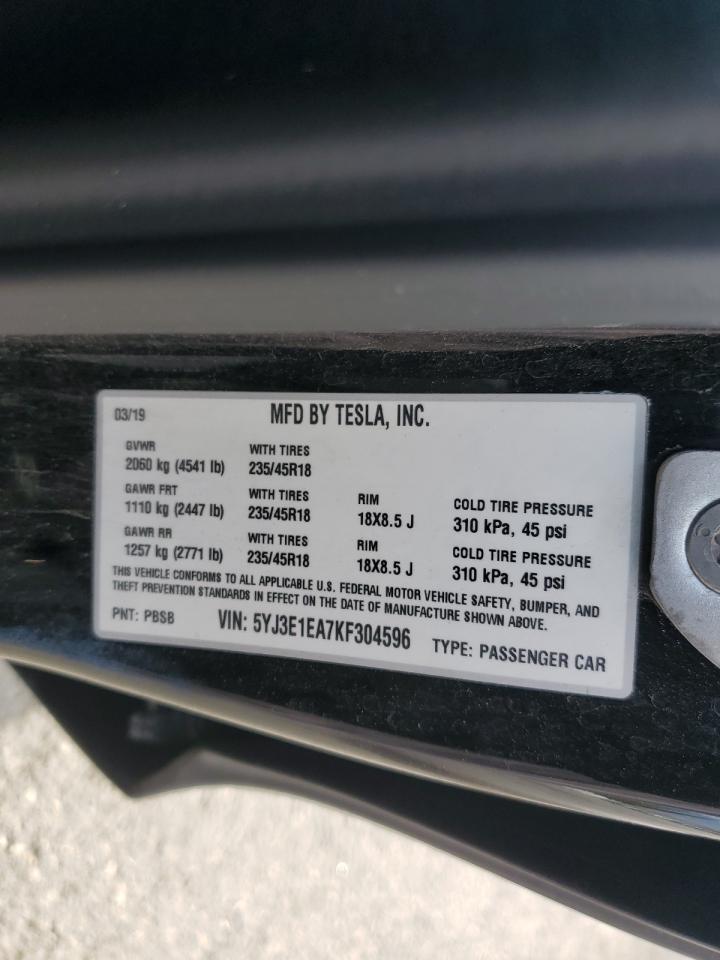 03/19 MFD BY TESLA, INC.
GVWR WITH TIRES
2060 kg (4541 lb) 235/45R18
GAWR FRT WITH TIRES RIM COLD TIRE PRESSURE
1110 kg (2447 lb) 235/45R18 18X8.5 J 310 kPa, 45 psi
GAWR RR WITH TIRES RIM COLD TIRE PRESSURE
1257 kg (2771 lb) 235/45R18 18X8.5 J 310 kPa, 45 psi
THIS VEHICLE CONFORMS TO ALL APPLICABLE U.S. FEDERAL MOTOR VEHICLE SAFETY, BUMPER, AND
THEFT PREVENTION STANDARDS IN EFFECT ON THE DATE OF MANUFACTURE SHOWN ABOVE.
PNT: PBSB VIN: 5YJ3E1EA7KF304596 TYPE: PASSENGER CAR